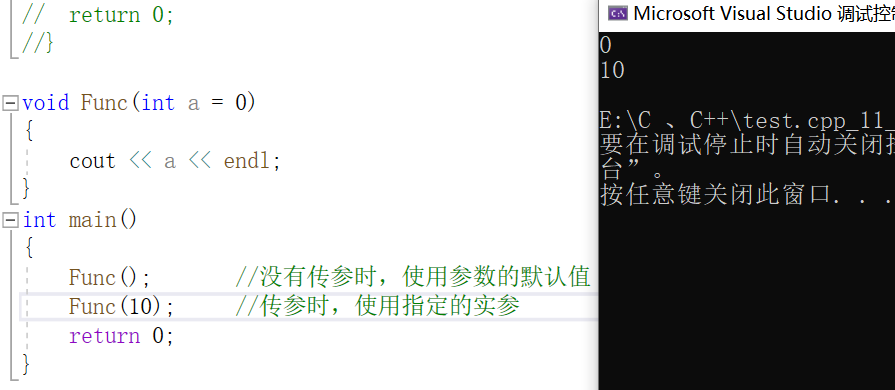 //  return 0;
//}
void Func(int a = 0)
{
    cout << a << endl;
}
int main()
{
    Func();      //没有传参时，使用参数的默认值
    Func(10);    //传参时，使用指定的实参
    return 0;
}
Microsoft Visual Studio 调试控
0
10
E:\C 、C++\test.cpp_11_
要在调试停止时自动关闭
台”。
按任意键关闭此窗口. . .